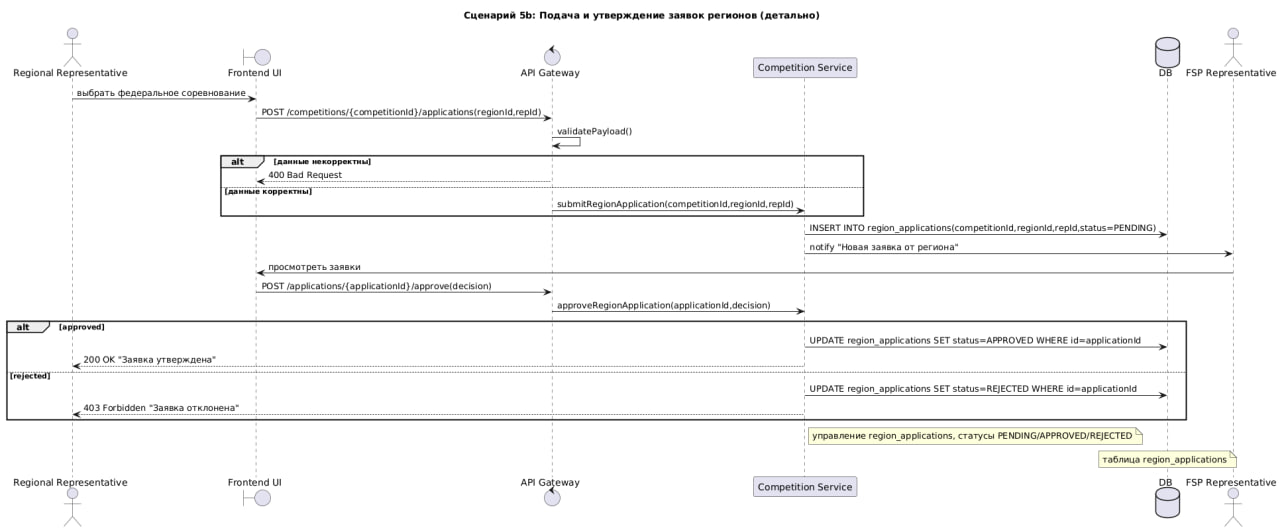 Сценарий 5b: Подача и утверждение заявок регионов (детально)
Regional Representative
Frontend UI
API Gateway
Competition Service
DB
FSP Representative
выбрать федеральное соревнование
POST /competitions/{competitionId}/applications(regionId,repId)
validatePayload()
alt
[данные некорректны]
400 Bad Request
[данные корректны]
submitRegionApplication(competitionId,regionId,repId)
INSERT INTO region_applications(competitionId,regionId,repId,status=PENDING)
notify "Новая заявка от региона"
просмотреть заявки
POST /applications/{applicationId}/approve(decision)
approveRegionApplication(applicationId,decision)
alt
[approved]
UPDATE region_applications SET status=APPROVED WHERE id=applicationId
200 OK "Заявка утверждена"
[rejected]
UPDATE region_applications SET status=REJECTED WHERE id=applicationId
403 Forbidden "Заявка отклонена"
управление region_applications, статусы PENDING/APPROVED/REJECTED
таблица region_applications
Regional Representative
Frontend UI
API Gateway
Competition Service
DB
FSP Representative